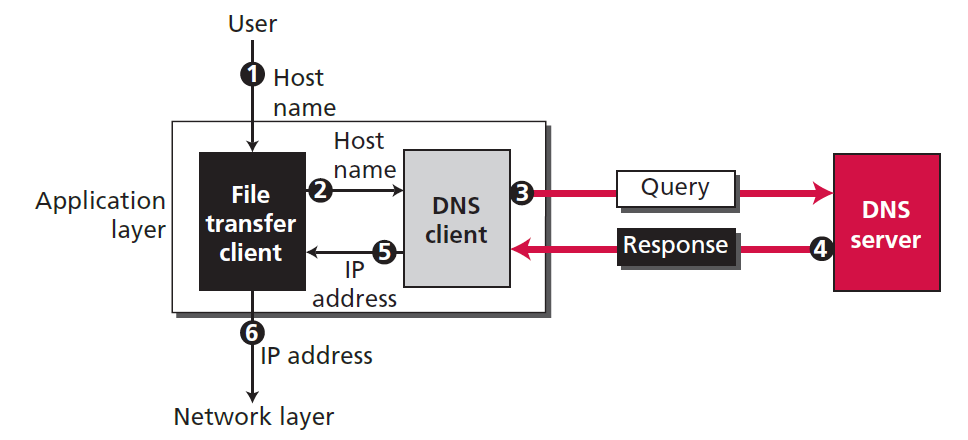 User
1
Host
name
Host
name
2
File
transfer
client
DNS
client
3
Query
DNS
server
Application
layer
Response
4
5
IP
address
6
IP address
Network layer